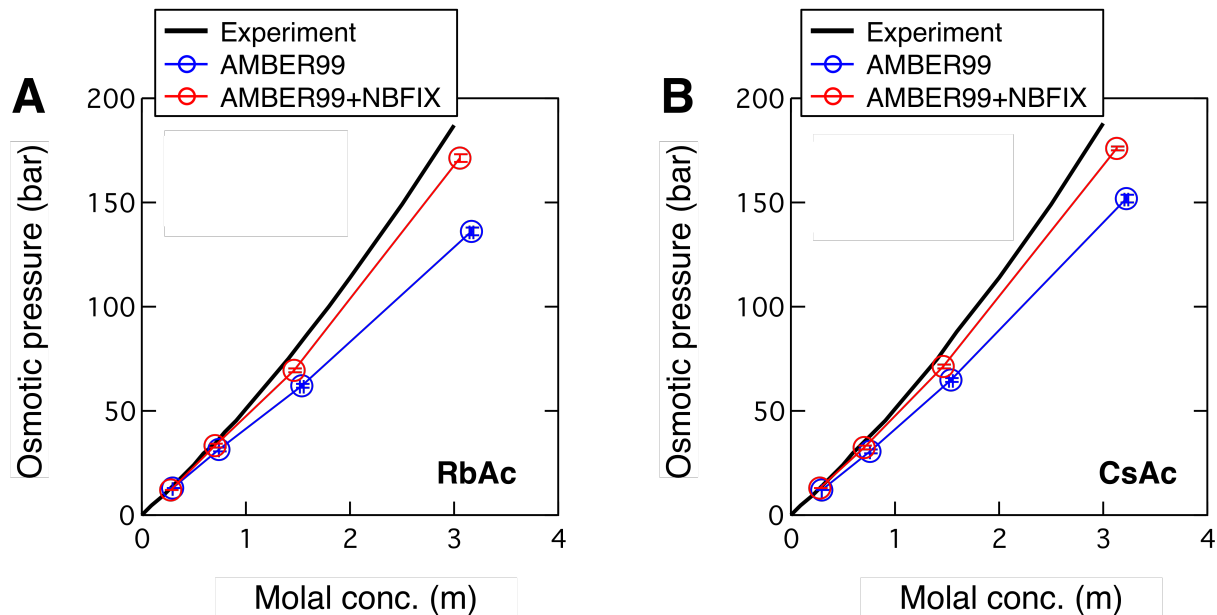 Experiment
AMBER99
AMBER99+NBFIX
A
200
150
100
50
0
0 1 2 3 4
Osmotic pressure (bar)
Molal conc. (m)
RbAc
Experiment
AMBER99
AMBER99+NBFIX
B
200
150
100
50
0
0 1 2 3 4
Osmotic pressure (bar)
Molal conc. (m)
CsAc